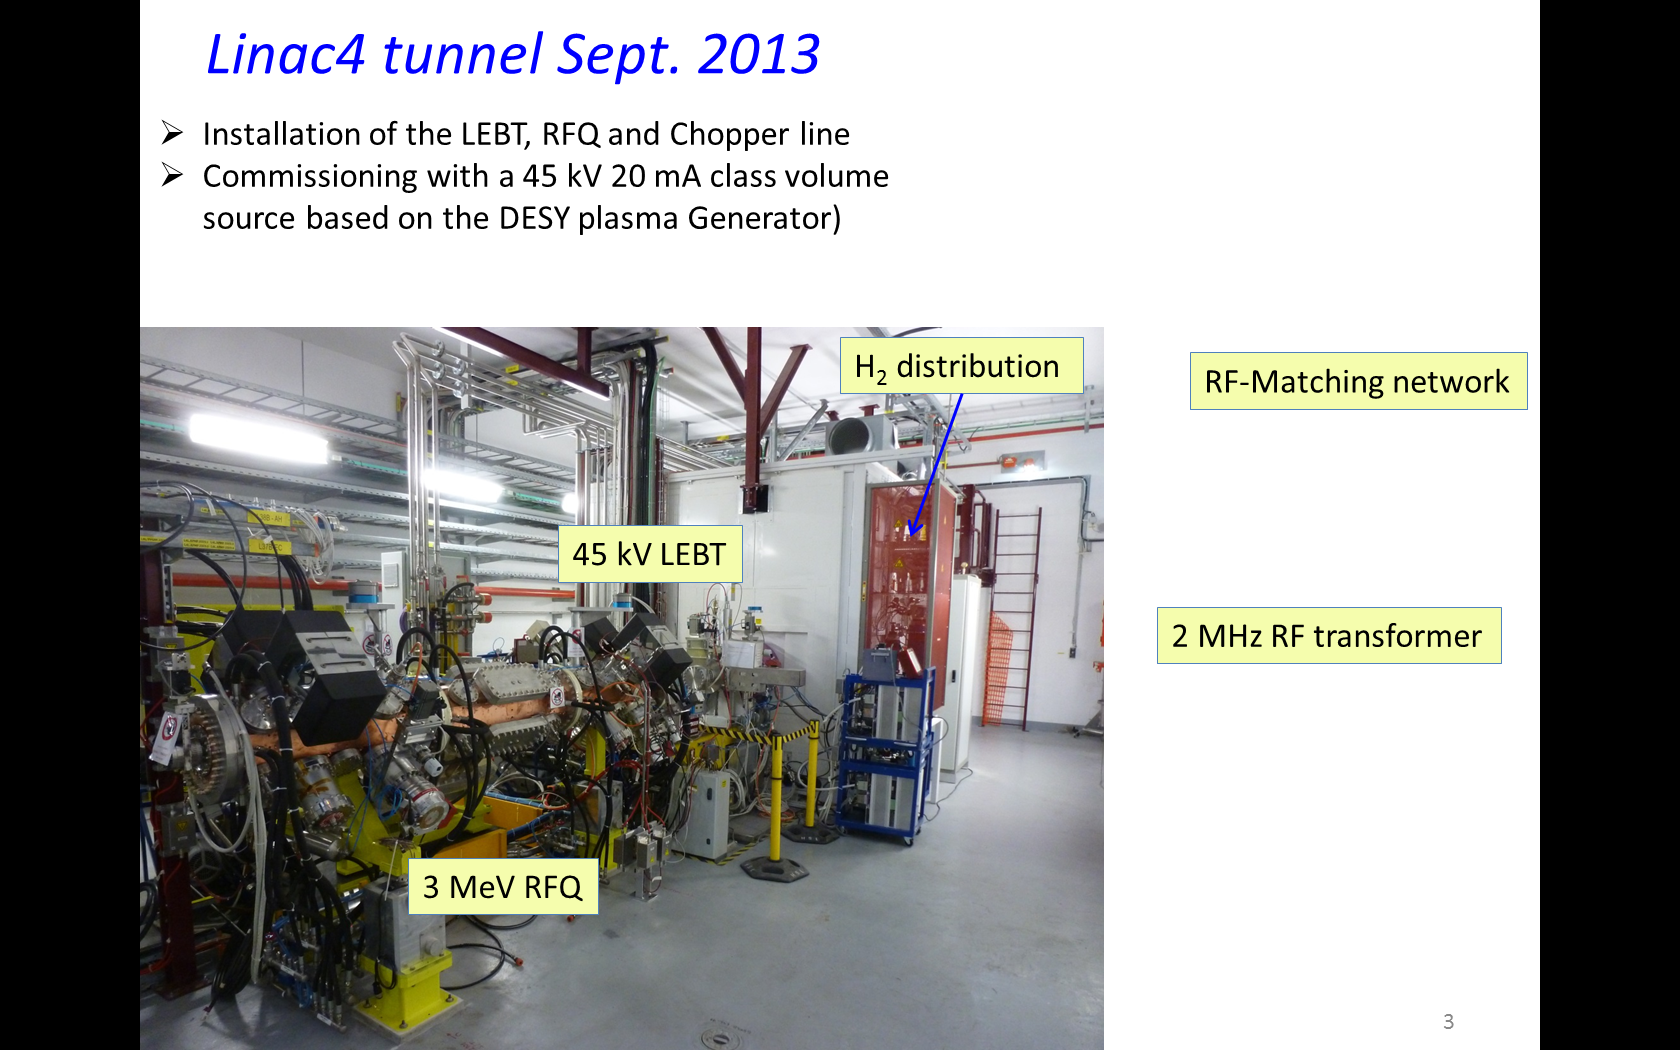 Linac4 tunnel Sept. 2013
➢ Installation of the LEBT, RFQ and Chopper line
➢ Commissioning with a 45 kV 20 mA class volume
source based on the DESY plasma Generator)
H₂ distribution
RF-Matching network
45 kV LEBT
2 MHz RF transformer
3 MeV RFQ
3